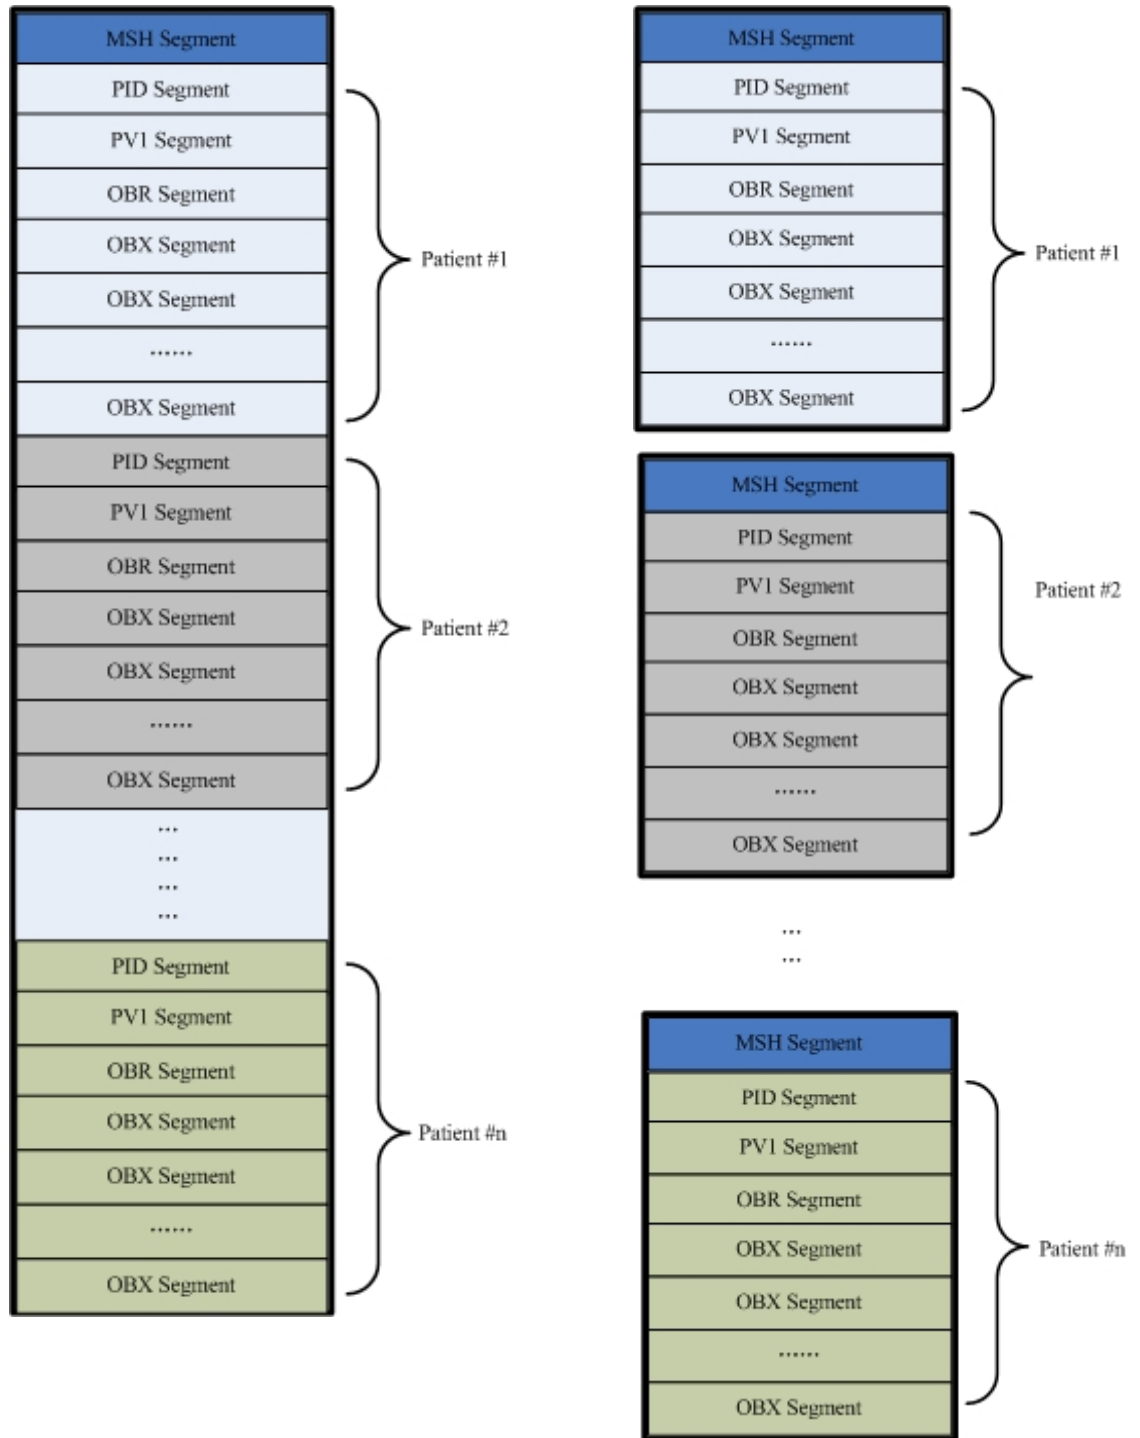 MSH Segment
PID Segment
PV1 Segment
OBR Segment
OBX Segment
OBX Segment
......
OBX Segment
Patient #1
PID Segment
PV1 Segment
OBR Segment
OBX Segment
OBX Segment
......
OBX Segment
Patient #2
...
...
...
...
PID Segment
PV1 Segment
OBR Segment
OBX Segment
OBX Segment
......
OBX Segment
Patient #n
MSH Segment
PID Segment
PV1 Segment
OBR Segment
OBX Segment
OBX Segment
......
OBX Segment
Patient #1
MSH Segment
PID Segment
PV1 Segment
OBR Segment
OBX Segment
OBX Segment
......
OBX Segment
Patient #2
...
...
MSH Segment
PID Segment
PV1 Segment
OBR Segment
OBX Segment
OBX Segment
......
OBX Segment
Patient #n